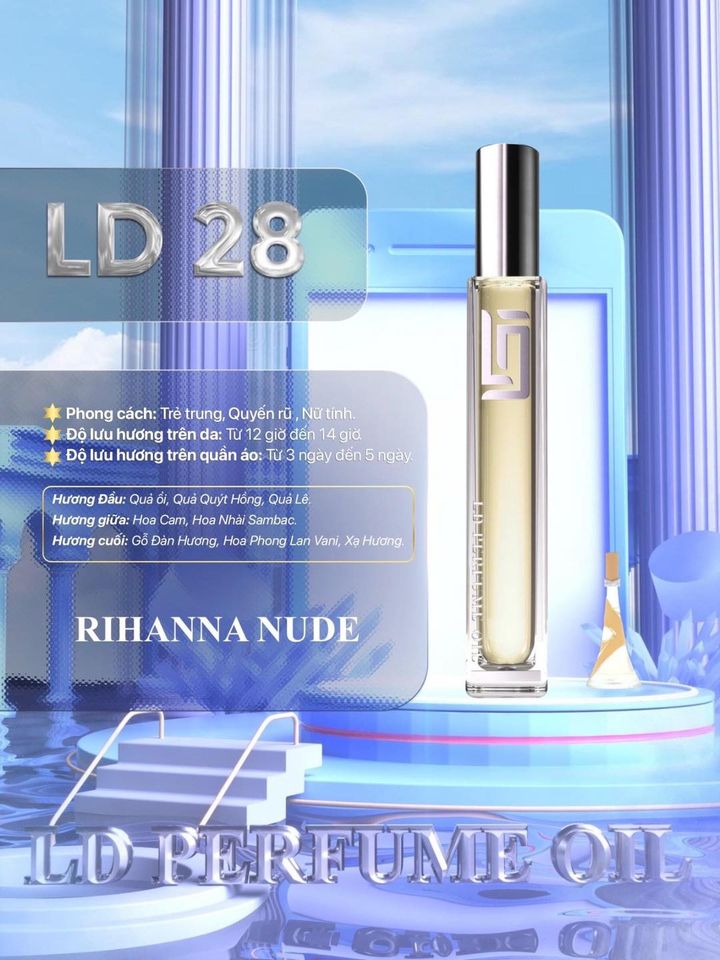 LD 28
Phong cách: Trẻ trung, Quyến rũ , Nữ tính.
Độ lưu hương trên da: Từ 12 giờ đến 14 giờ.
Độ lưu hương trên quần áo: Từ 3 ngày đến 5 ngày.
Hương Đầu: Quả ổi, Quả Quýt Hồng, Quả Lê.
Hương giữa: Hoa Cam, Hoa Nhài Sambac.
Hương cuối: Gỗ Đàn Hương, Hoa Phong Lan Vani, Xạ Hương.
RIHANNA NUDE
LD PERFUME OIL
LD PERFUME OIL